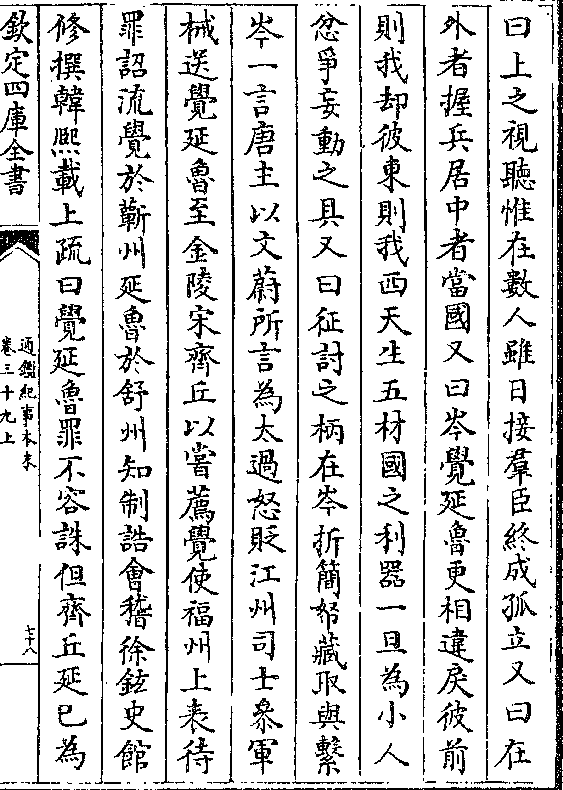 曰上之視聽惟在數人雖日接羣臣終成孤立又曰在
外者握兵居中者當國又曰岑覺延魯更相違戾彼前
則我却彼東則我西天生五材國之利器一旦為小人
忿爭妄動之具又曰征討之柄在岑折簡帑藏取與繫
岑一言唐主以文蔚所言為太過怒貶江州司士叅軍
械送覺延魯至金陵宋齊丘以嘗薦覺使福州上表待
罪詔流覺於蘄州延魯於舒州知制誥會稽徐鉉史館
修撰韓熙載上疏曰覺延魯罪不容誅但齊丘延巳為
欽定四庫全書
通鑑紀事本末
卷三十九上
七十八